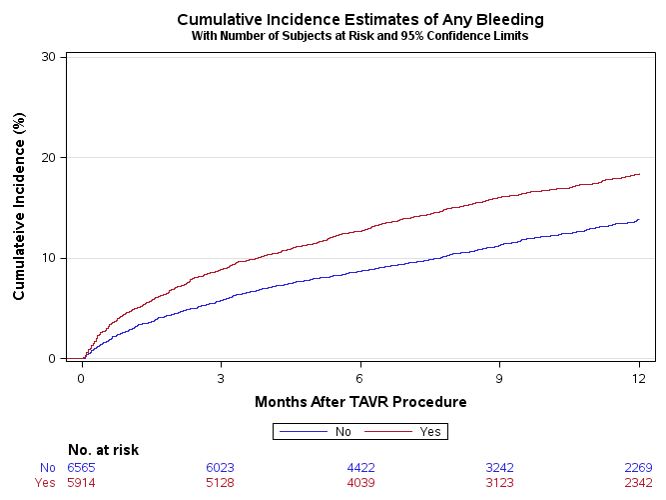 Cumulative Incidence Estimates of Any Bleeding
With Number of Subjects at Risk and 95% Confidence Limits
30
20
10
0
Cumulateive Incidence (%)
0 3 6 9 12
Months After TAVR Procedure
No Yes
No. at risk
No 6565 6023 4422 3242 2269
Yes 5914 5128 4039 3123 2342